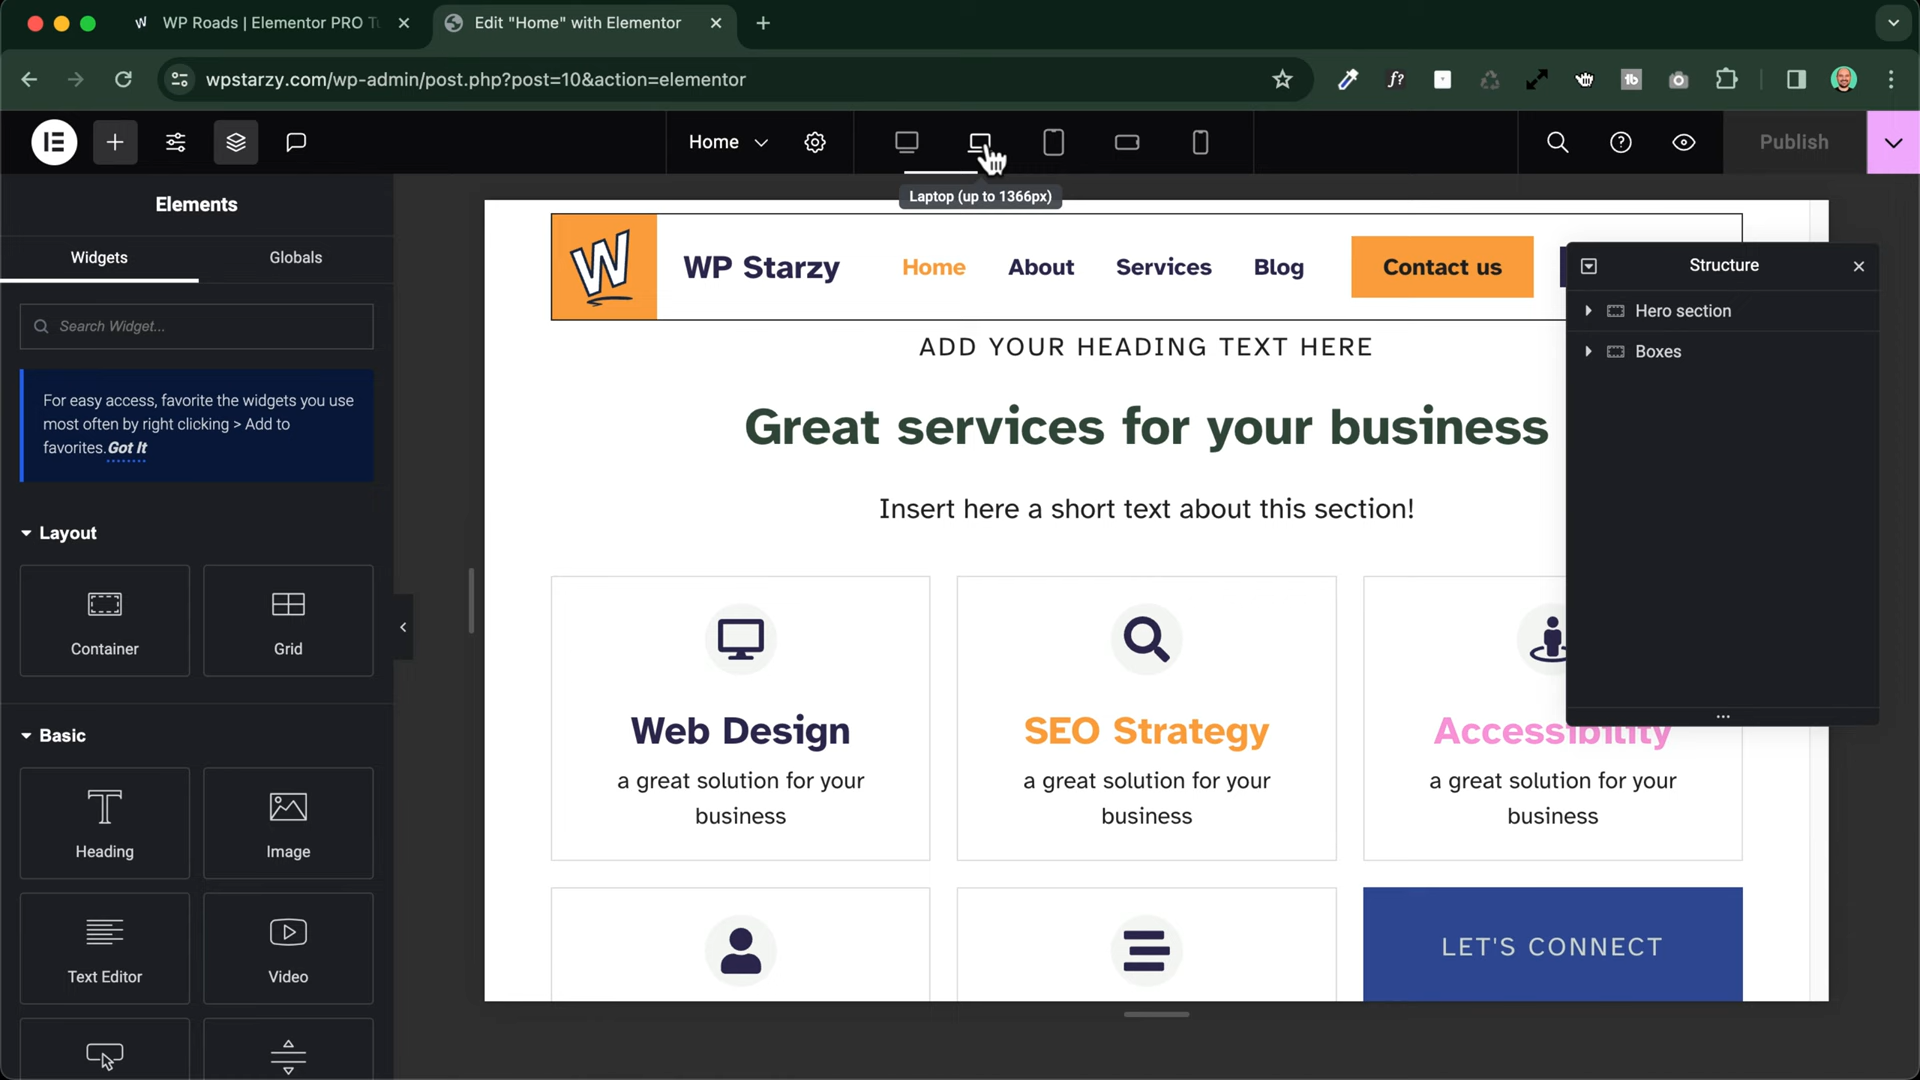 WP Roads | Elementor PRO Tu
Edit "Home" with Elementor
wpstarzy.com/wp-admin/post.php?post=10&action=elementor
f?
tb
Home
Publish
Elements
Widgets
Globals
Search Widget...
For easy access, favorite the widgets you use
most often by right clicking > Add to
favorites. Got It
Layout
Container
Grid
Basic
Heading
Image
Text Editor
Video
Laptop (up to 1366px)
W
WP Starzy
Home
About
Services
Blog
Contact us
ADD YOUR HEADING TEXT HERE
Great services for your business
Insert here a short text about this section!
Web Design
a great solution for your
business
SEO Strategy
a great solution for your
business
Accessibility
a great solution for your
business
LET'S CONNECT
Structure
Hero section
Boxes